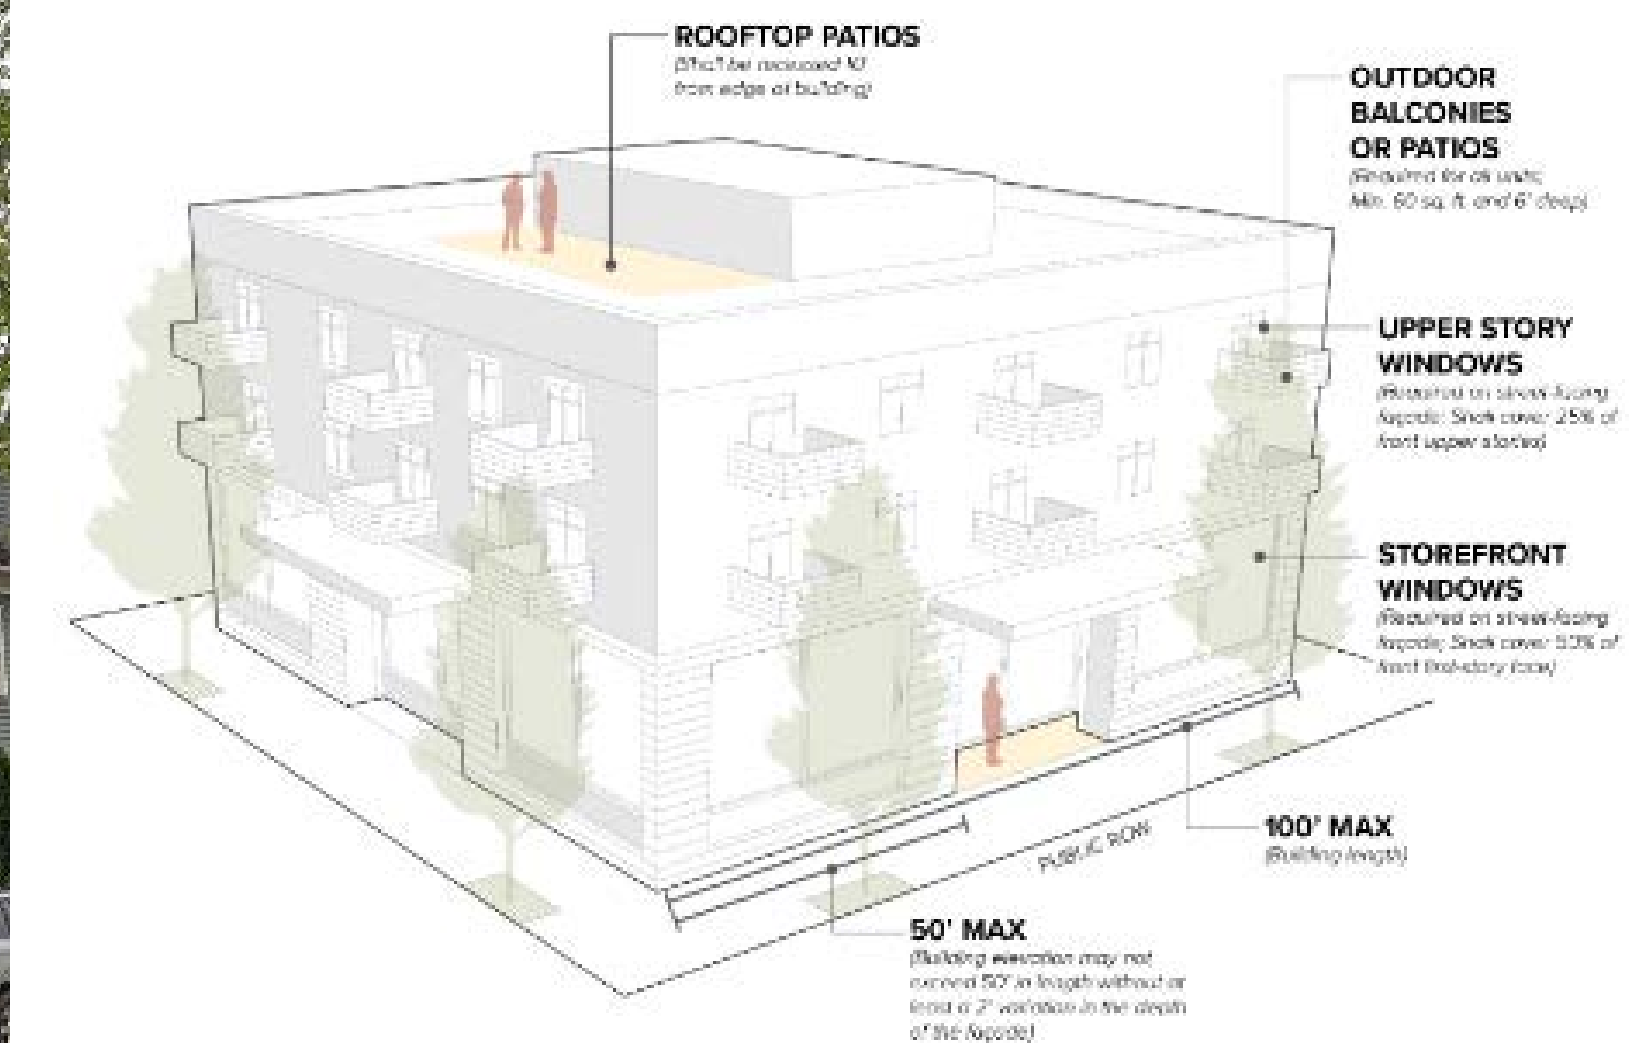 ROOFTOP PATIOS
(Shall be recessed 10'
from edge of building)
OUTDOOR
BALCONIES
OR PATIOS
(Required for all units;
Min. 60 sq. ft. and 6' deep)
UPPER STORY
WINDOWS
(Required on street-facing
façade; Shall cover 25% of
front upper stories)
STOREFRONT
WINDOWS
(Required on street-facing
façade; Shall cover 50% of
front first-story face)
100' MAX
(Building length)
PUBLIC ROW
50' MAX
(Building elevation may not
exceed 50' in length without at
least a 2' variation in the depth
of the façade)